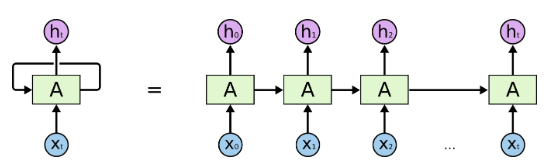 hₜ h₀ h₁ h₂ hₜ
A = A A A A
xₜ x₀ x₁ x₂ ... xₜ